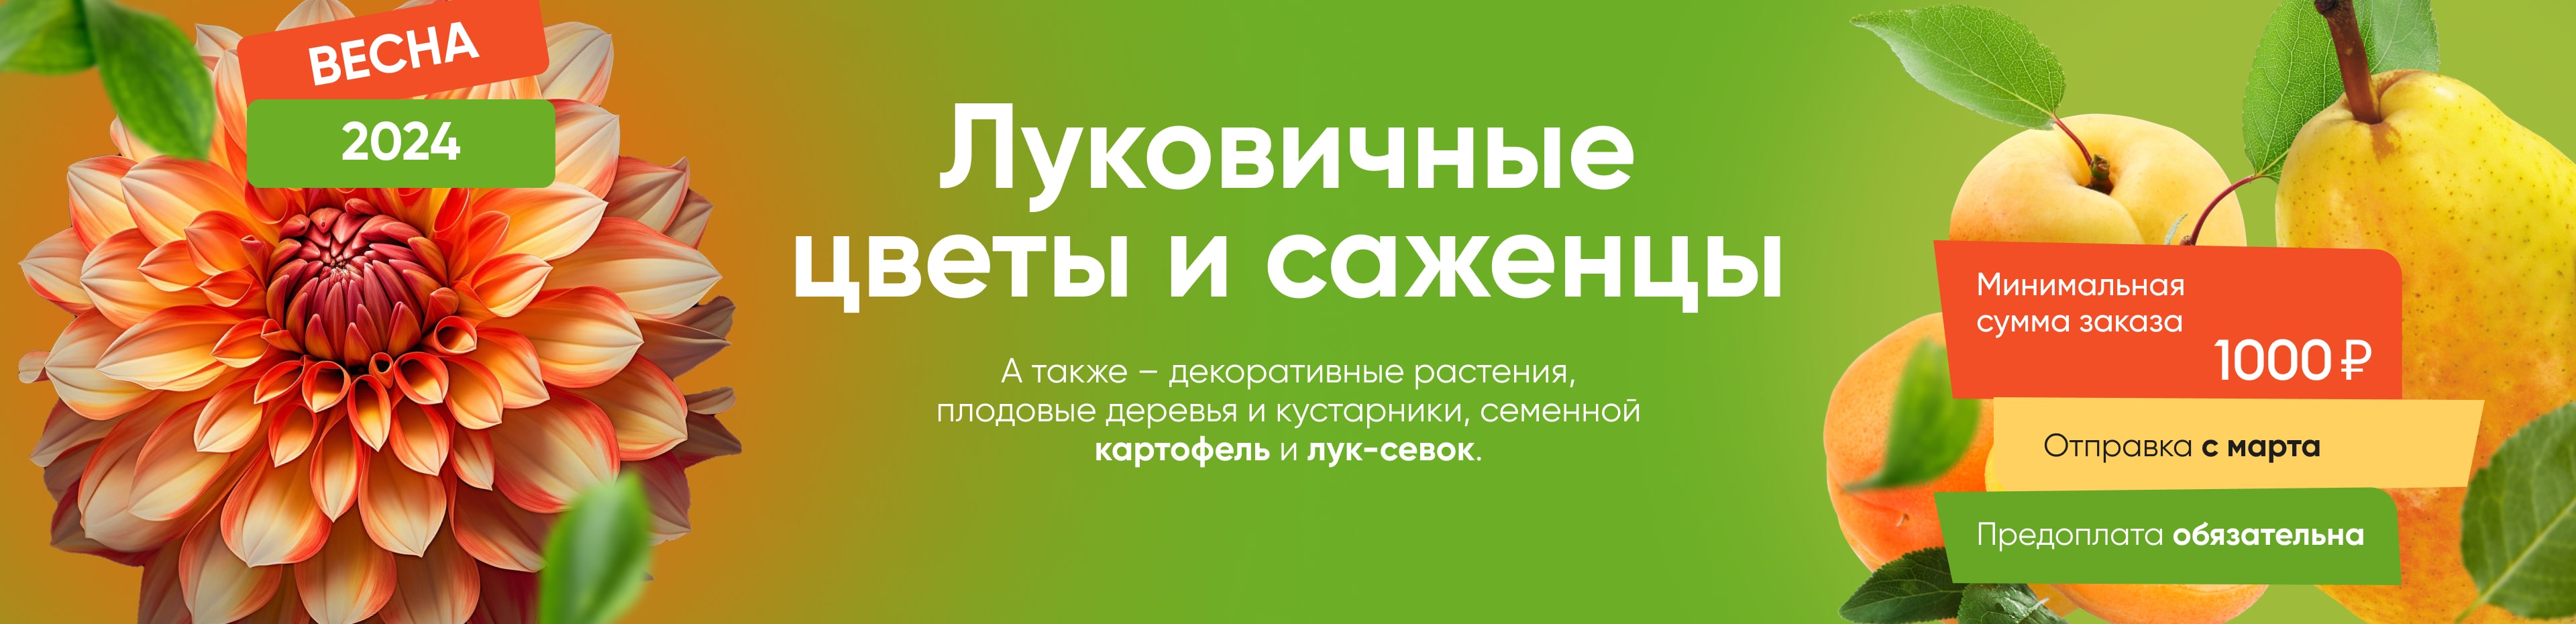 ВЕСНА
2024
Луковичные
цветы и саженцы
А также – декоративные растения,
плодовые деревья и кустарники, семенной
картофель и лук-севок.
Минимальная
сумма заказа
1000 ₽
Отправка с марта
Предоплата обязательна